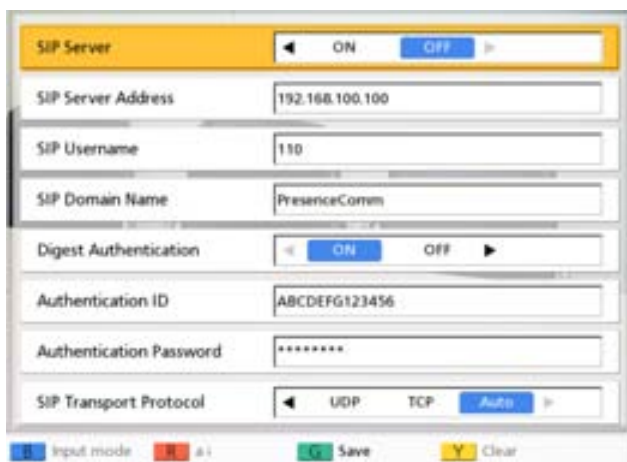 SIP Server ◀ ON OFF ▶
SIP Server Address 192.168.100.100
SIP Username 110
SIP Domain Name PresenceComm
Digest Authentication ◀ ON OFF ▶
Authentication ID ABCDEFG123456
Authentication Password ********
SIP Transport Protocol ◀ UDP TCP Auto ▶
B Input mode R a i G Save Y Clear